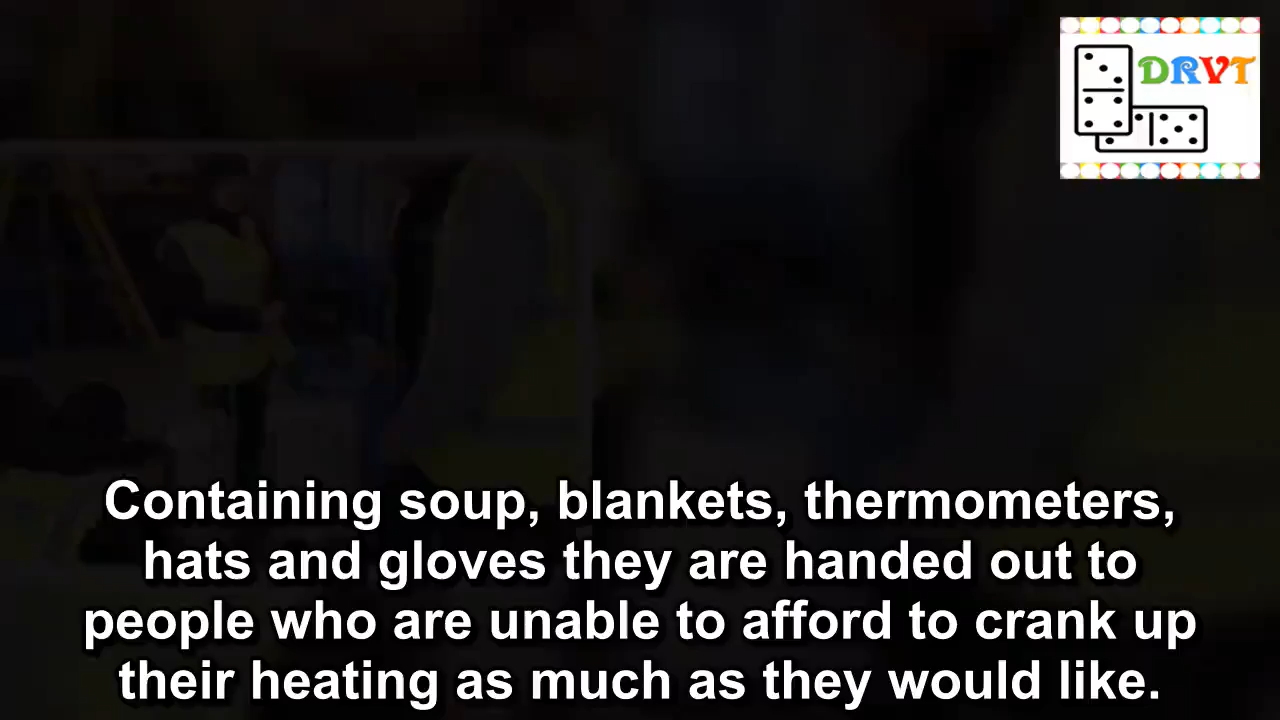 DRVT
Containing soup, blankets, thermometers,
hats and gloves they are handed out to
people who are unable to afford to crank up
their heating as much as they would like.